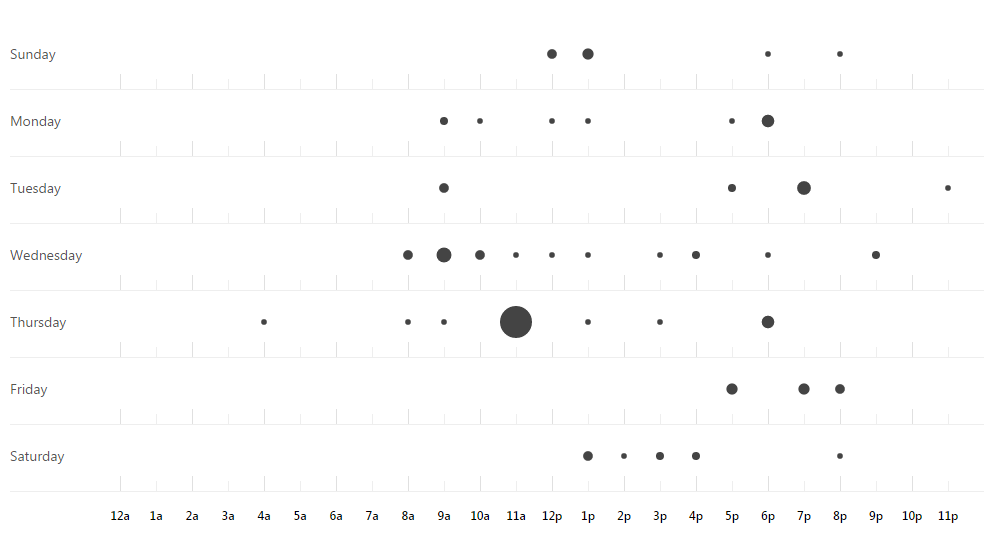 Sunday
Monday
Tuesday
Wednesday
Thursday
Friday
Saturday
12a 1a 2a 3a 4a 5a 6a 7a 8a 9a 10a 11a 12p 1p 2p 3p 4p 5p 6p 7p 8p 9p 10p 11p